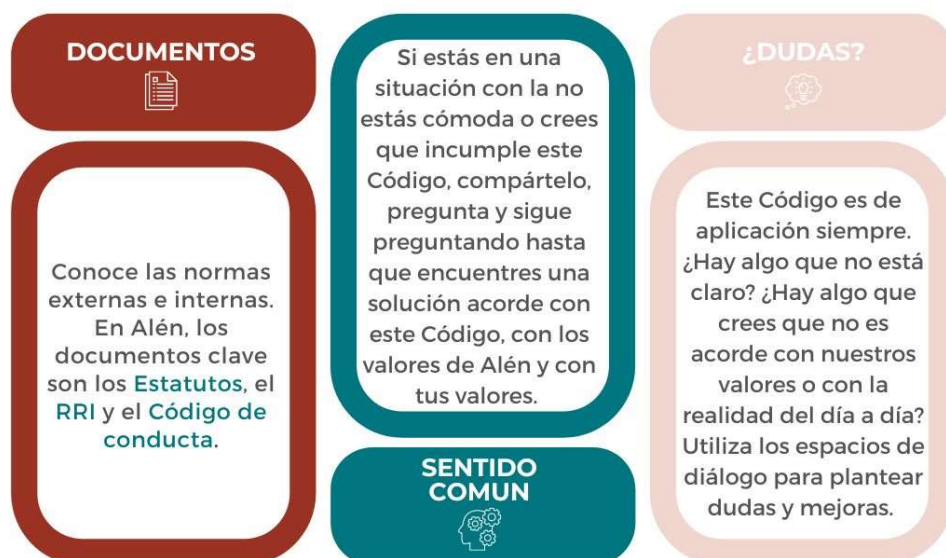 DOCUMENTOS
Conoce las normas
externas e internas.
En Alén, los
documentos clave
son los Estatutos, el
RRI y el Código de
conducta.
Si estás en una
situación con la no
estás cómoda o crees
que incumple este
Código, compártelo,
pregunta y sigue
preguntando hasta
que encuentres una
solución acorde con
este Código, con los
valores de Alén y con
tus valores.
SENTIDO
COMUN
¿DUDAS?
Este Código es de
aplicación siempre.
¿Hay algo que no está
claro? ¿Hay algo que
crees que no es
acorde con nuestros
valores o con la
realidad del día a día?
Utiliza los espacios de
diálogo para plantear
dudas y mejoras.